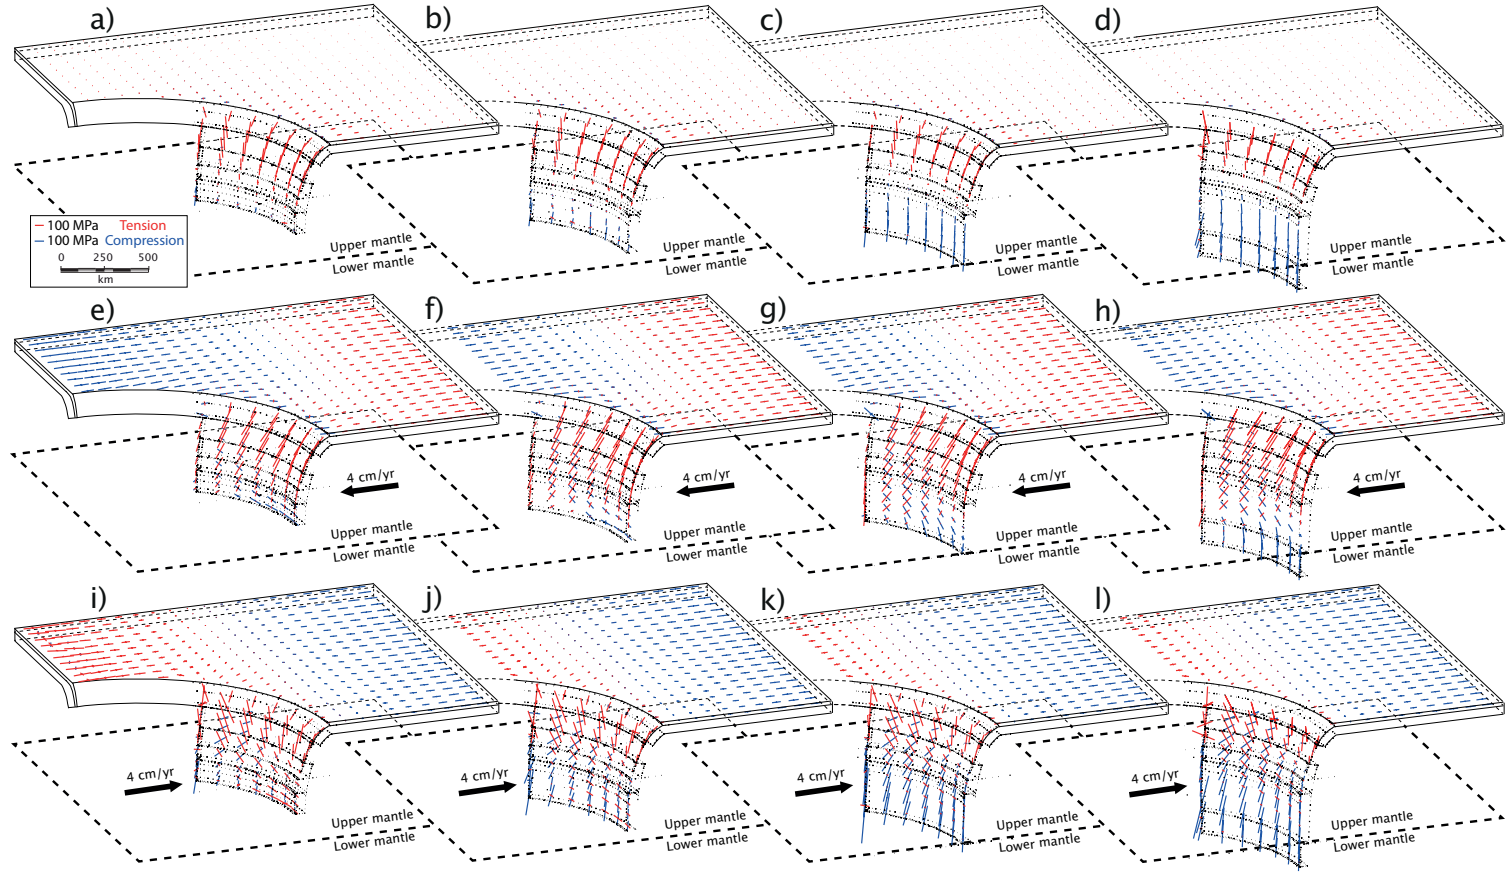 a)
b)
c)
d)
100 MPa Tension
100 MPa Compression
0 250 500
km
Upper mantle
Lower mantle
Upper mantle
Lower mantle
Upper mantle
Lower mantle
Upper mantle
Lower mantle
e)
f)
g)
h)
4 cm/yr
4 cm/yr
4 cm/yr
4 cm/yr
Upper mantle
Lower mantle
Upper mantle
Lower mantle
Upper mantle
Lower mantle
Upper mantle
Lower mantle
i)
j)
k)
l)
4 cm/yr
4 cm/yr
4 cm/yr
4 cm/yr
Upper mantle
Lower mantle
Upper mantle
Lower mantle
Upper mantle
Lower mantle
Upper mantle
Lower mantle